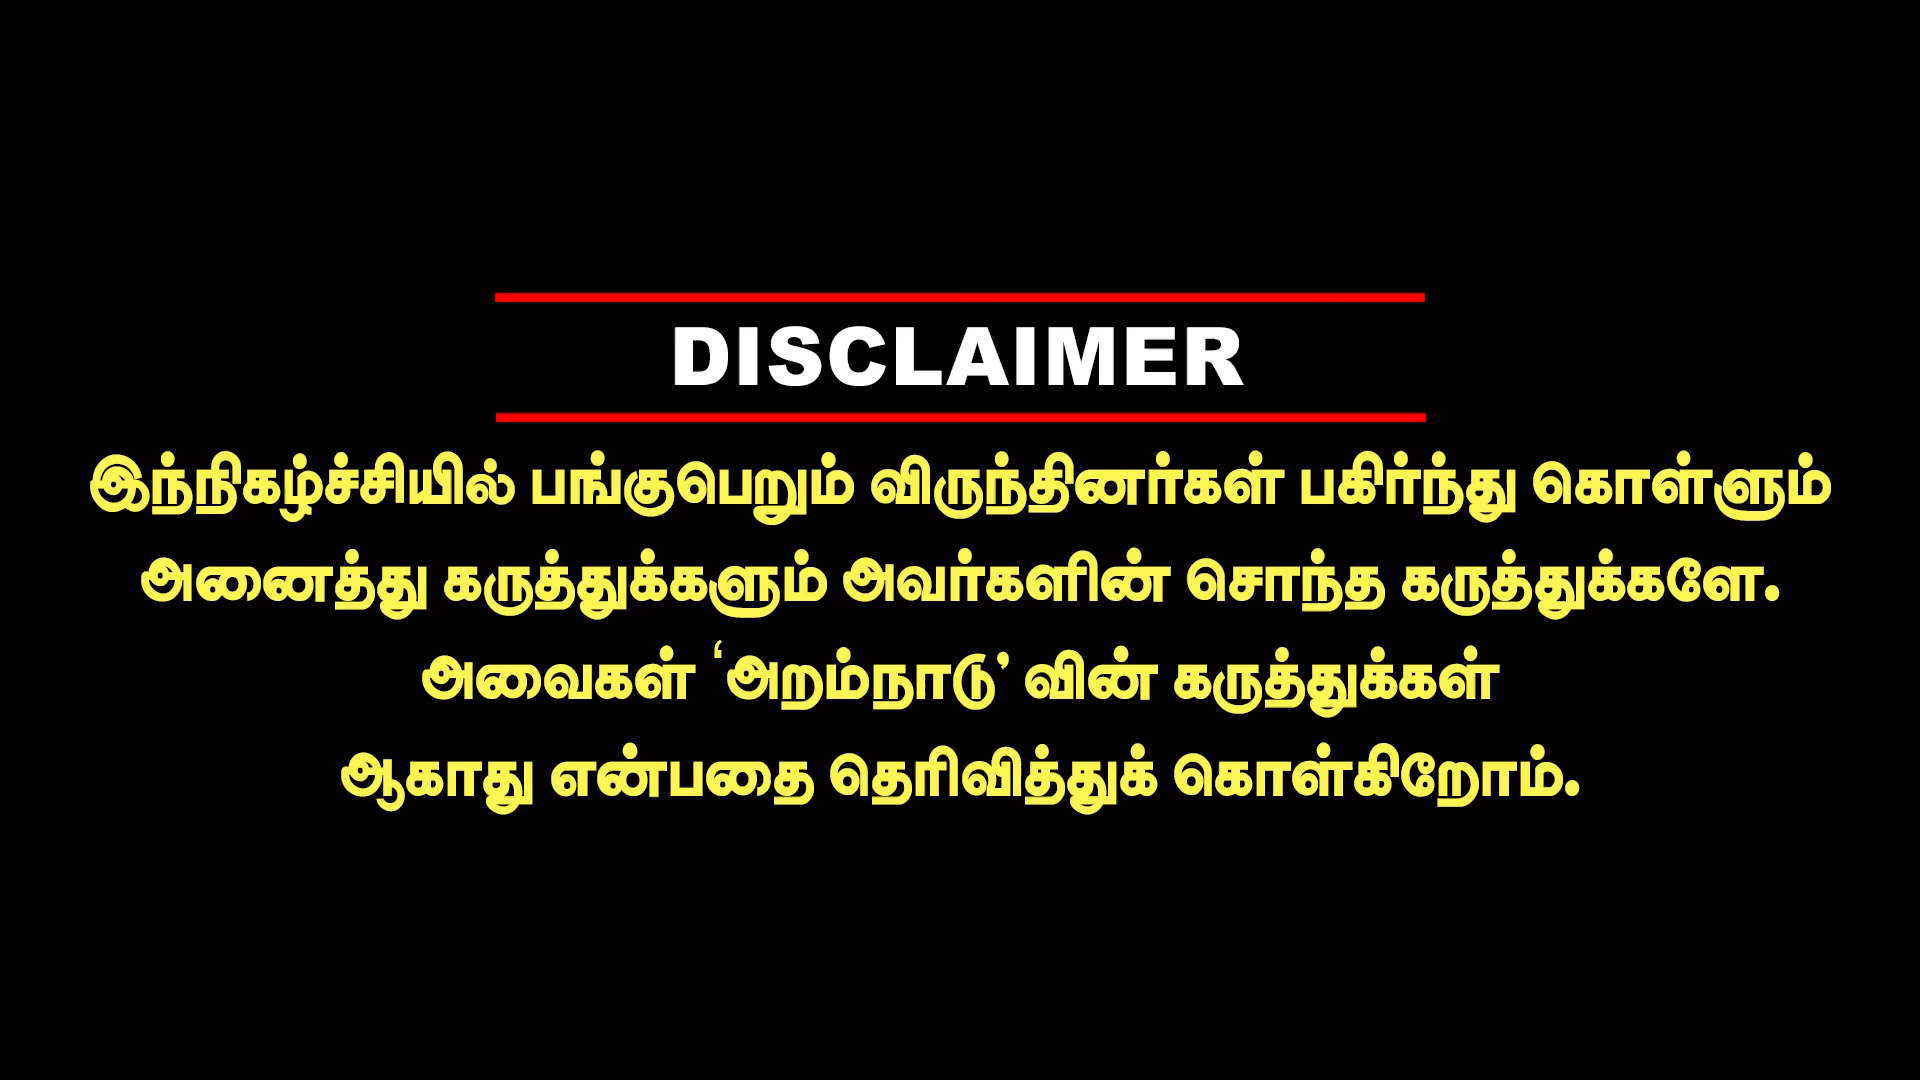 DISCLAIMER
இந்நிகழ்ச்சியில் பங்குபெறும் விருந்தினர்கள் பகிர்ந்து கொள்ளும்
அனைத்து கருத்துக்களும் அவர்களின் சொந்த கருத்துக்களே.
அவைகள் ‘அறம்நாடு’ வின் கருத்துக்கள்
ஆகாது என்பதை தெரிவித்துக் கொள்கிறோம்.